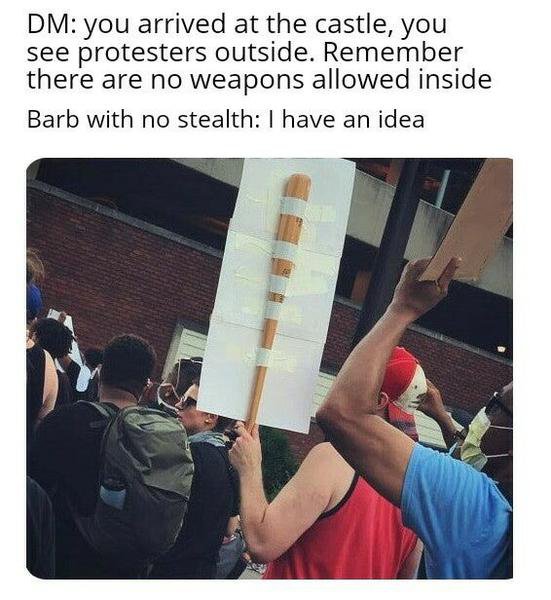 DM: you arrived at the castle, you
see protesters outside. Remember
there are no weapons allowed inside
Barb with no stealth: I have an idea